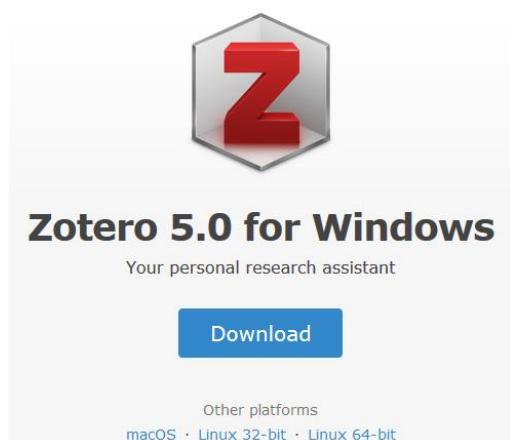 Z
Zotero 5.0 for Windows
Your personal research assistant
Download
Other platforms
macOS · Linux 32-bit · Linux 64-bit